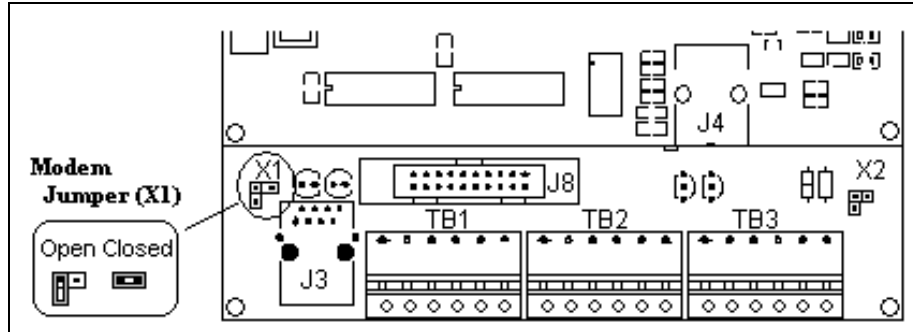 J4
Modem
Jumper (X1)
X1
J8
X2
TB1
TB2
TB3
Open Closed
J3